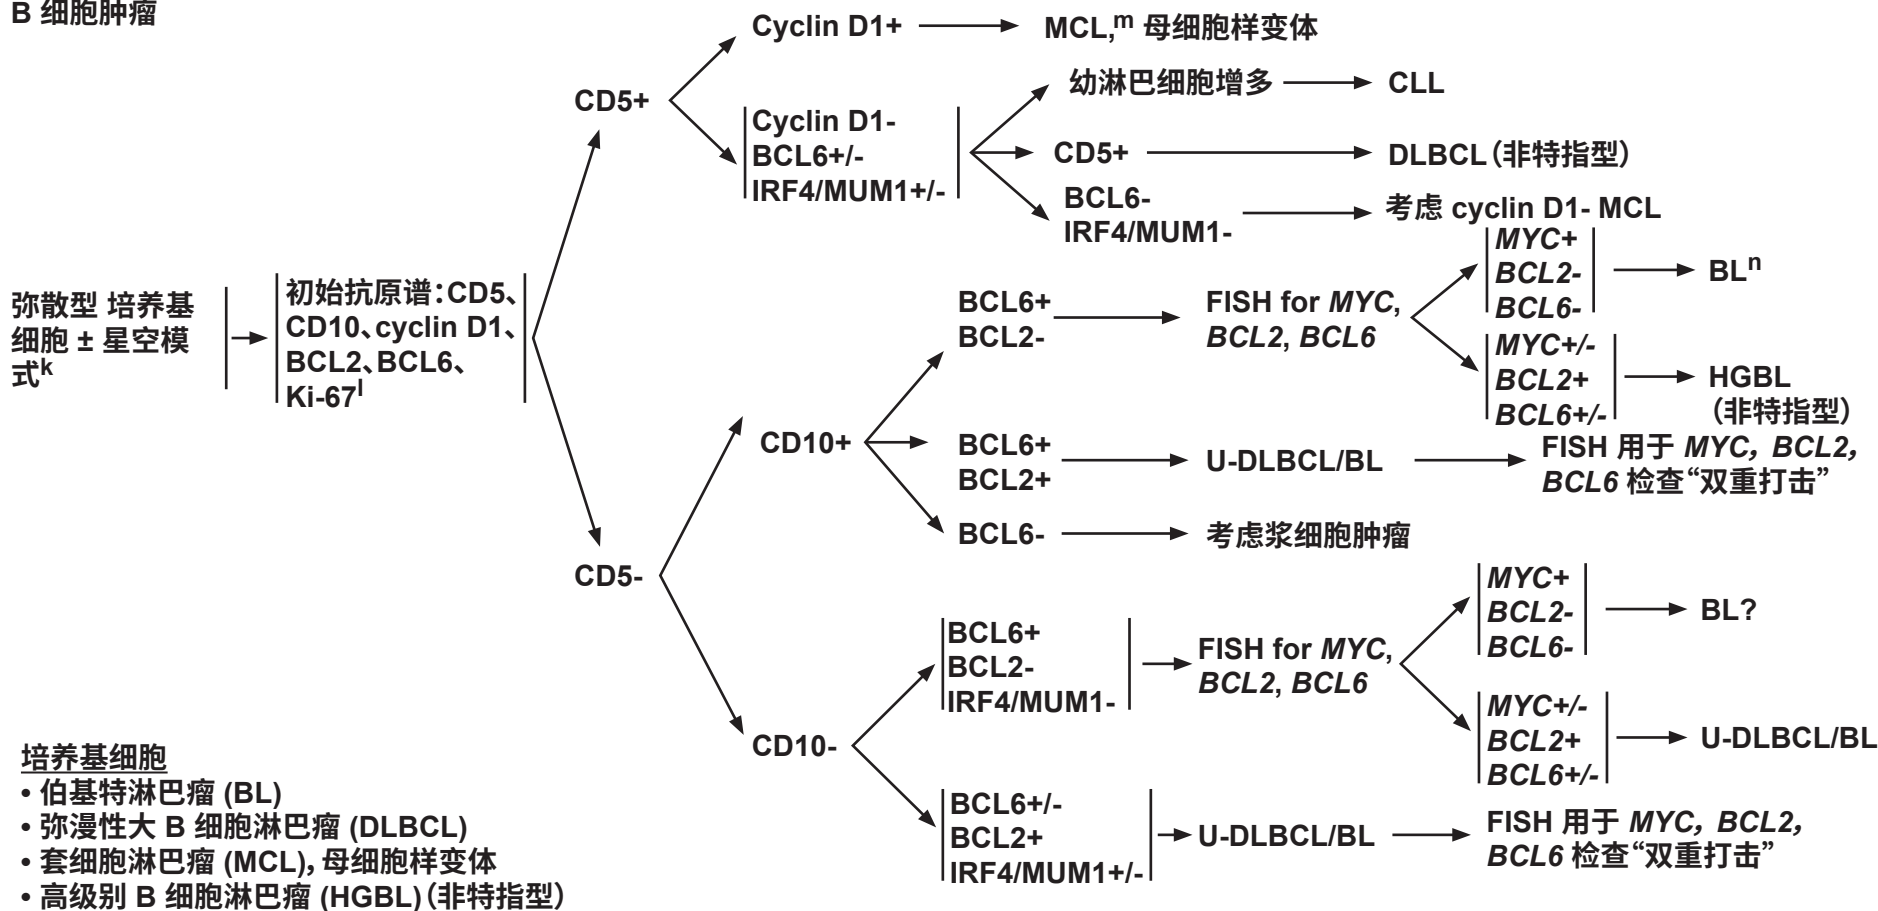 B 细胞肿瘤
Cyclin D1+
MCL,m 母细胞样变体
幼淋巴细胞增多
CLL
CD5+
Cyclin D1-
BCL6+/-
IRF4/MUM1+/-
CD5+
DLBCL（非特指型）
BCL6-
IRF4/MUM1-
考虑 cyclin D1- MCL
弥散型 培养基
细胞 ± 星空模
式k
初始抗原谱：CD5、
CD10、cyclin D1、
BCL2、BCL6、
Ki-67l
BCL6+
BCL2-
FISH for MYC,
BCL2, BCL6
MYC+
BCL2-
BCL6-
BLn
MYC+/-
BCL2+
BCL6+/-
HGBL
（非特指型）
CD10+
BCL6+
BCL2+
U-DLBCL/BL
FISH 用于 MYC，BCL2，
BCL6 检查“双重打击”
BCL6-
考虑浆细胞肿瘤
CD5-
BCL6+
BCL2-
IRF4/MUM1-
FISH for MYC,
BCL2, BCL6
MYC+
BCL2-
BCL6-
BL?
MYC+/-
BCL2+
BCL6+/-
U-DLBCL/BL
CD10-
BCL6+/-
BCL2+
IRF4/MUM1+/-
U-DLBCL/BL
FISH 用于 MYC，BCL2，
BCL6 检查“双重打击”
培养基细胞
• 伯基特淋巴瘤 (BL)
• 弥漫性大 B 细胞淋巴瘤 (DLBCL)
• 套细胞淋巴瘤 (MCL)，母细胞样变体
• 高级别 B 细胞淋巴瘤 (HGBL)（非特指型）